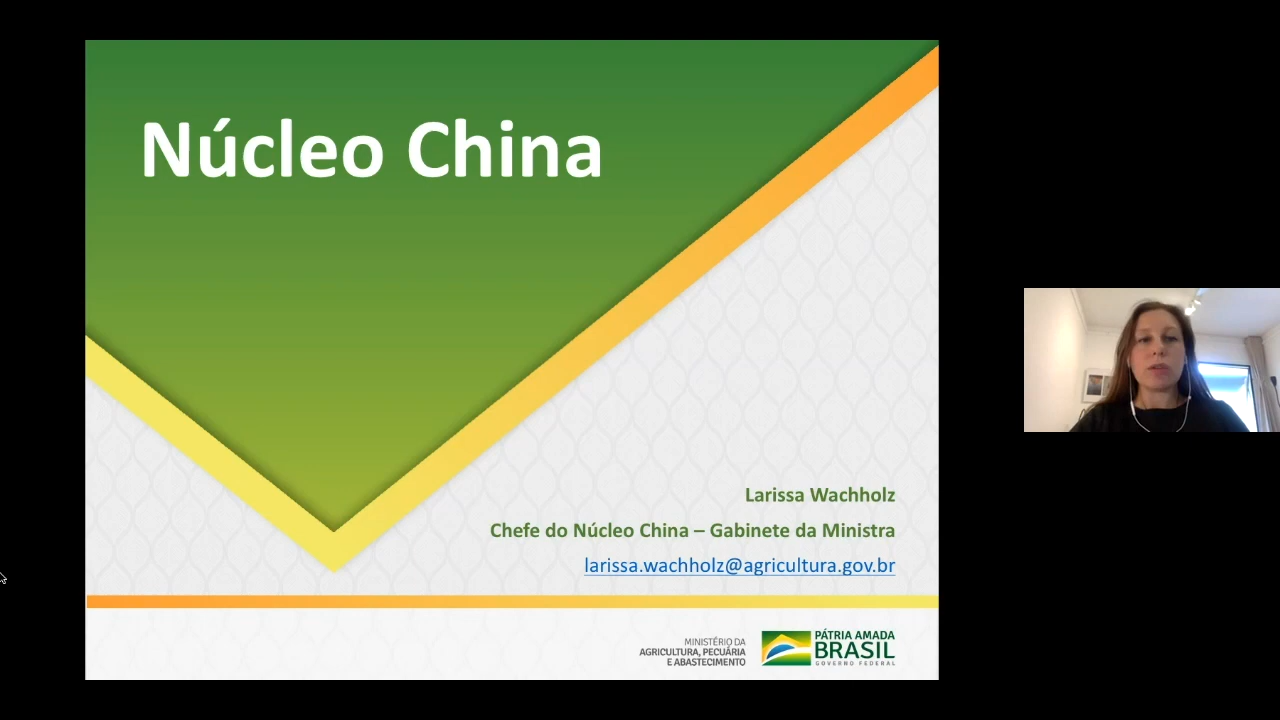 Núcleo China
Larissa Wachholz
Chefe do Núcleo China – Gabinete da Ministra
larissa.wachholz@agricultura.gov.br
MINISTÉRIO DA
AGRICULTURA, PECUÁRIA
E ABASTECIMENTO
PÁTRIA AMADA
BRASIL
GOVERNO FEDERAL